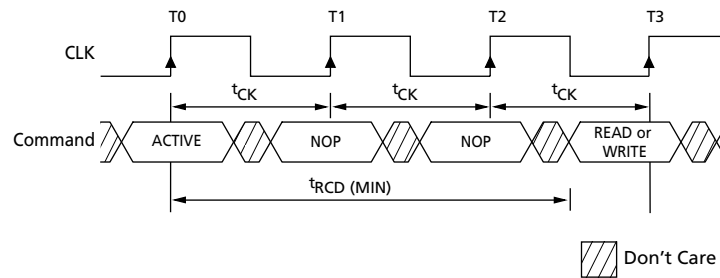 T0 T1 T2 T3
CLK
tCK tCK tCK
Command ACTIVE NOP NOP READ or
WRITE
tRCD (MIN)
Don't Care